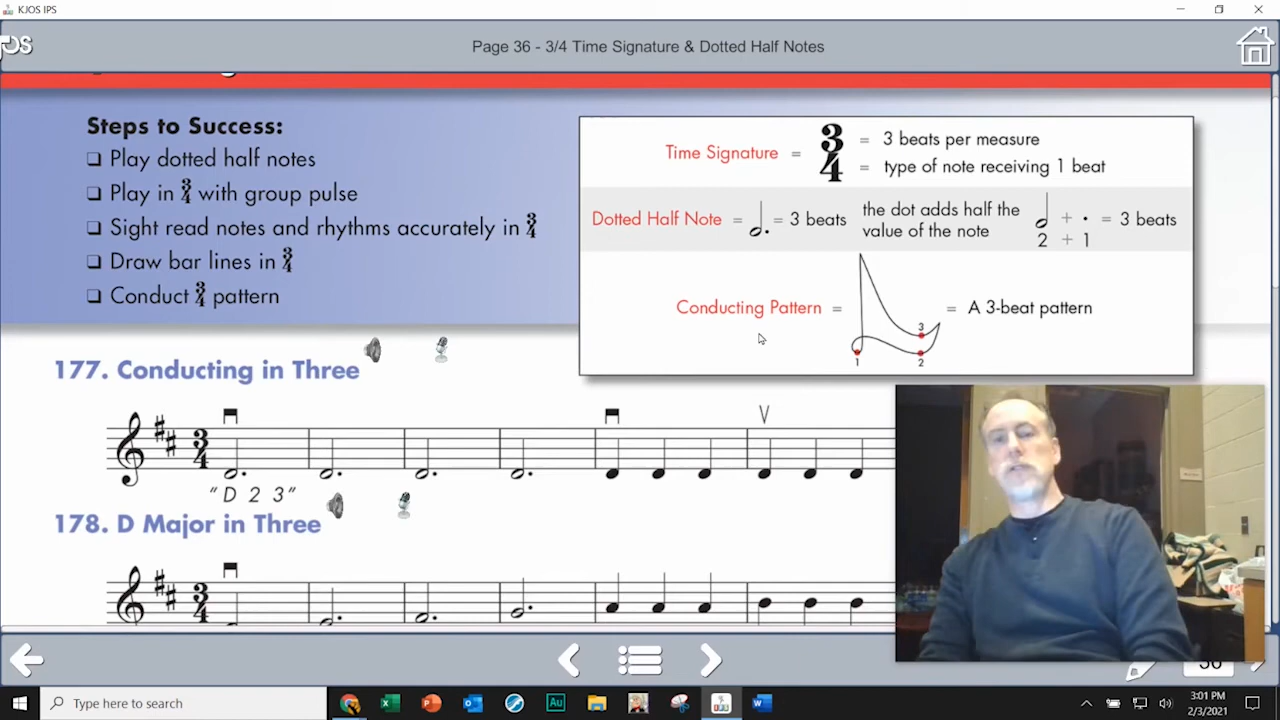 KJOS IPS
Page 36 - 3/4 Time Signature & Dotted Half Notes
Steps to Success:
❏ Play dotted half notes
❏ Play in 3/4 with group pulse
❏ Sight read notes and rhythms accurately in 3/4
❏ Draw bar lines in 3/4
❏ Conduct 3/4 pattern
Time Signature = 3/4 = 3 beats per measure
= type of note receiving 1 beat
Dotted Half Note = 𝅗𝅥. = 3 beats the dot adds half the value of the note 𝅗𝅥 + . = 3 beats
2 + 1
Conducting Pattern = 1 2 3 = A 3-beat pattern
177. Conducting in Three
3/4
"D 2 3"
178. D Major in Three
3/4
Type here to search
3:01 PM
2/3/2021